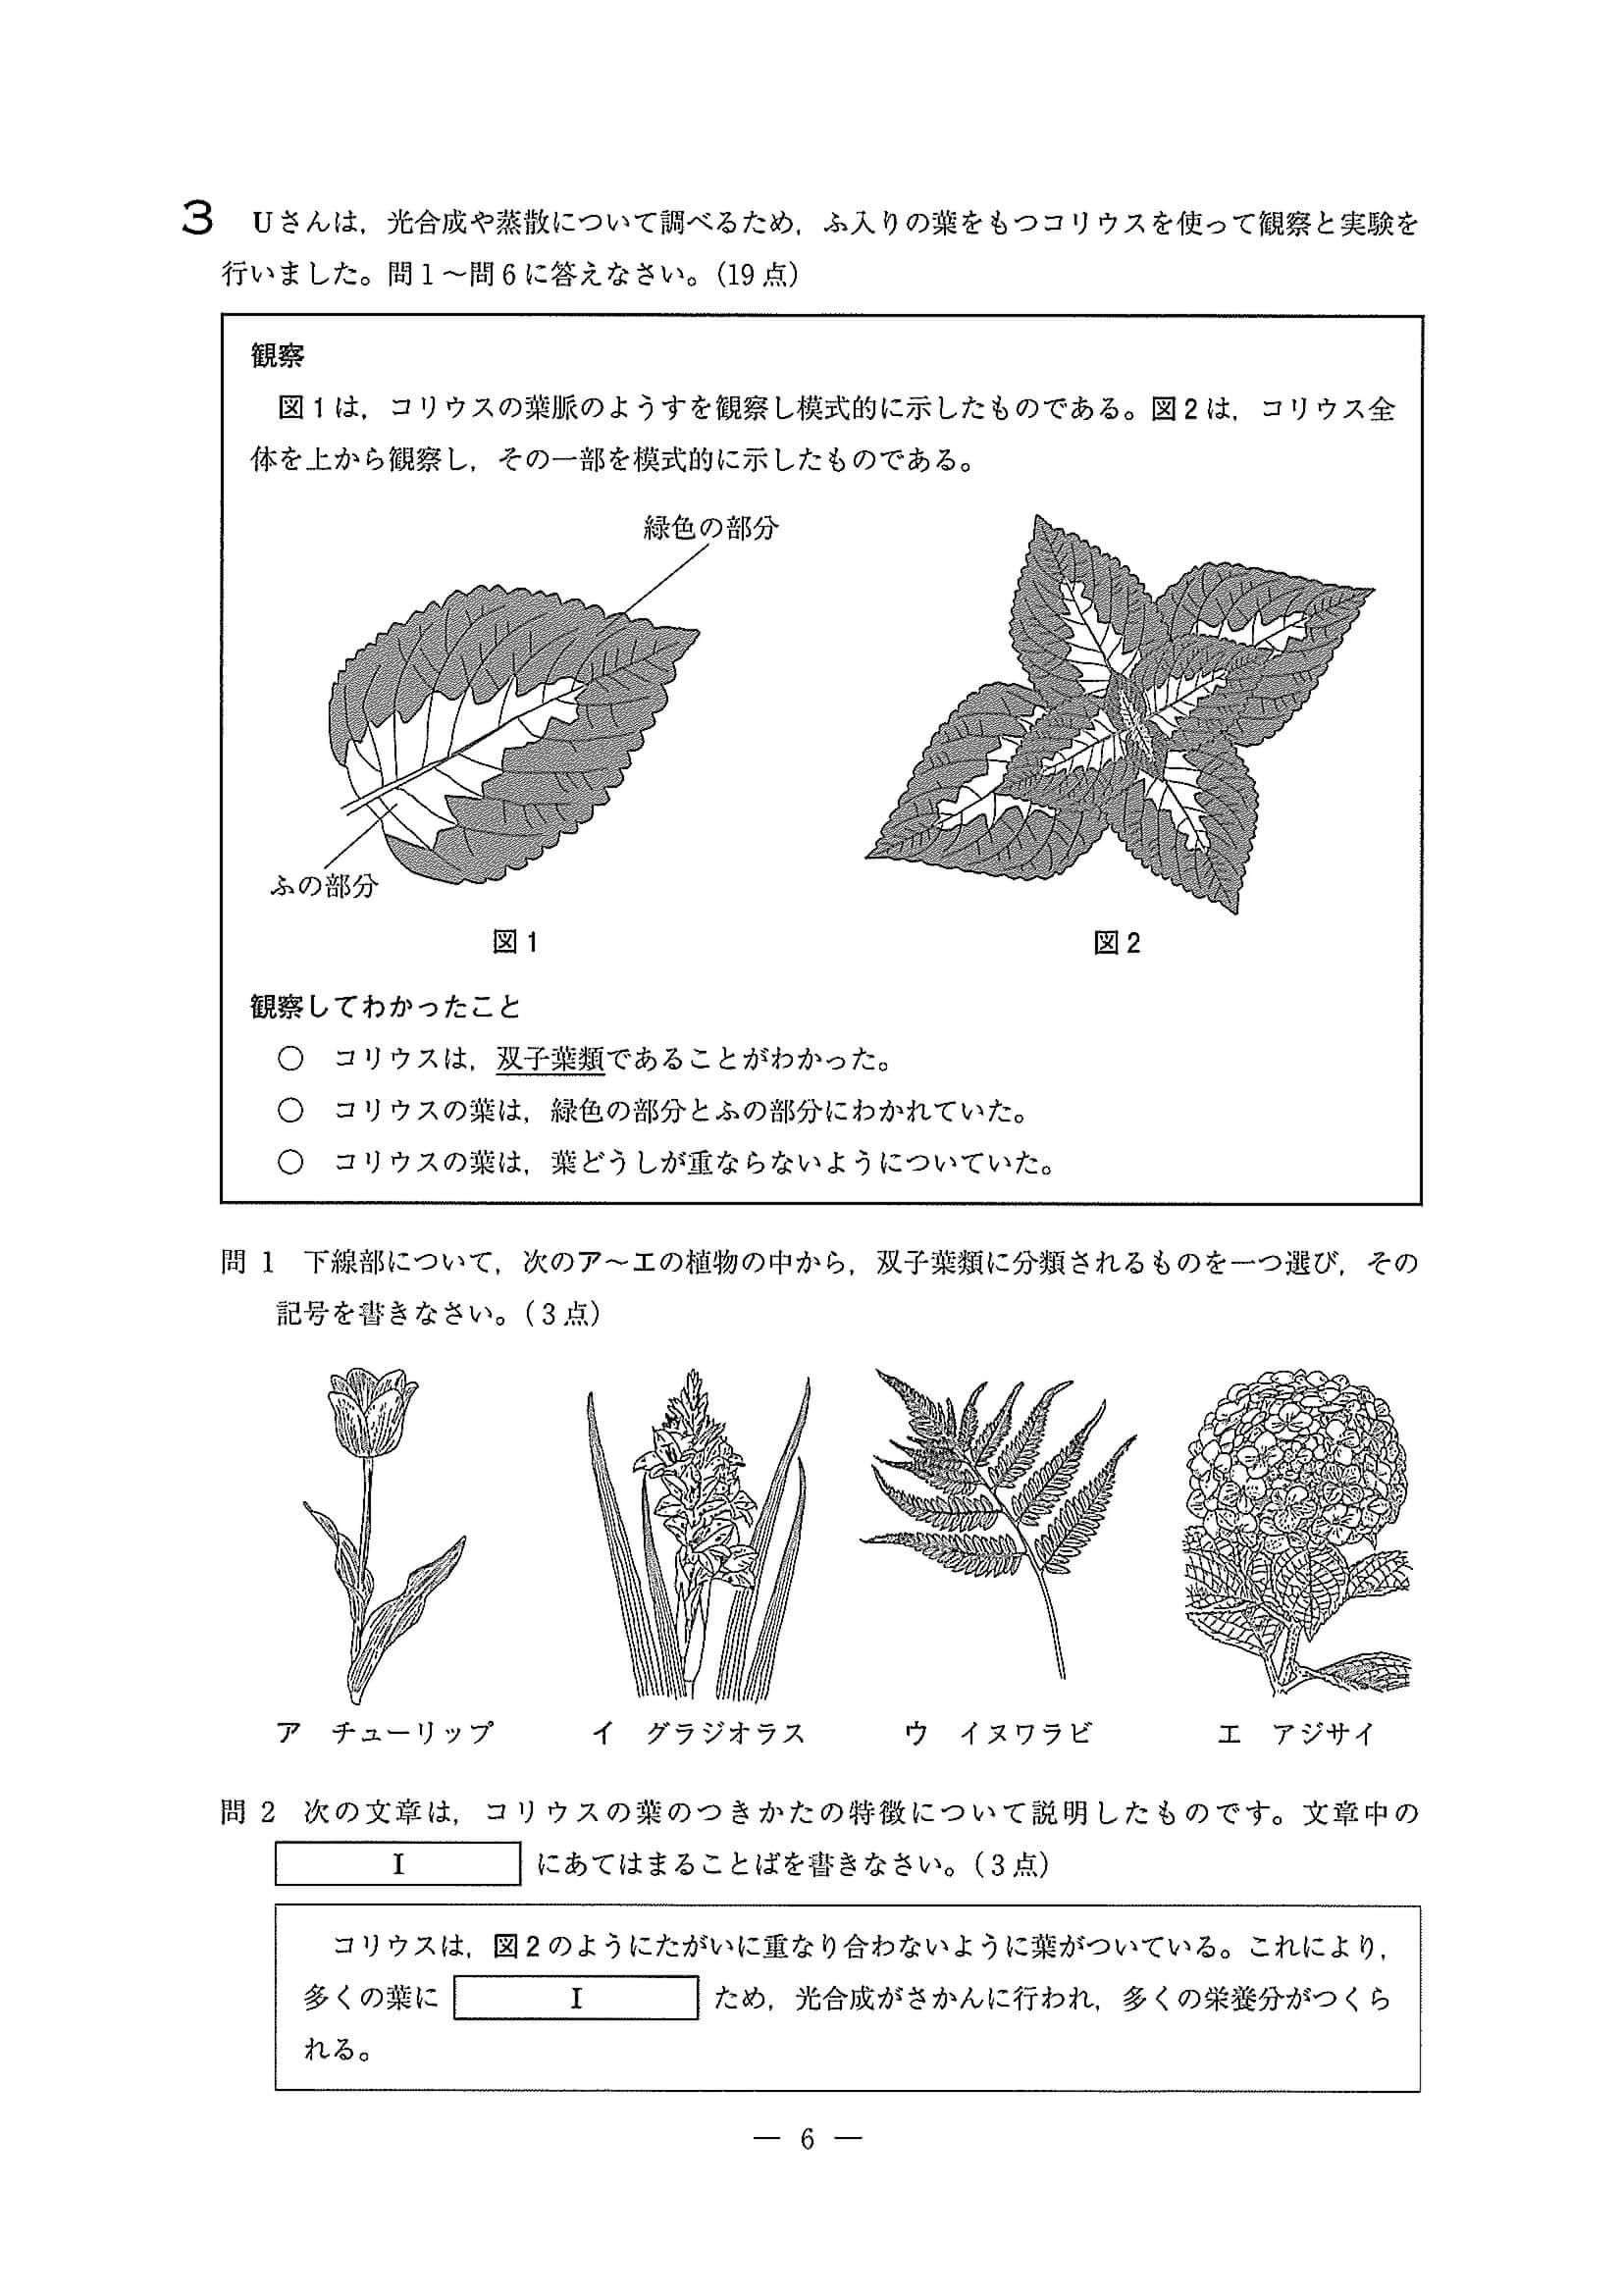 3 Uさんは，光合成や蒸散について調べるため，ふ入りの葉をもつコリウスを使って観察と実験を
行いました。問1～問6に答えなさい。(19点)
観察
図1は，コリウスの葉脈のようすを観察し模式的に示したものである。図2は，コリウス全
体を上から観察し，その一部を模式的に示したものである。
緑色の部分
ふの部分
図1
図2
観察してわかったこと
○ コリウスは，双子葉類であることがわかった。
○ コリウスの葉は，緑色の部分とふの部分にわかれていた。
○ コリウスの葉は，葉どうしが重ならないようについていた。
問1 下線部について，次のア～エの植物の中から，双子葉類に分類されるものを一つ選び，その
記号を書きなさい。(3点)
ア チューリップ
イ グラジオラス
ウ イヌワラビ
エ アジサイ
問2 次の文章は，コリウスの葉のつきかたの特徴について説明したものです。文章中の
I にあてはまることばを書きなさい。(3点)
コリウスは，図2のようにたがいに重なり合わないように葉がついている。これにより，
多くの葉に I ため，光合成がさかんに行われ，多くの栄養分がつくら
れる。
— 6 —